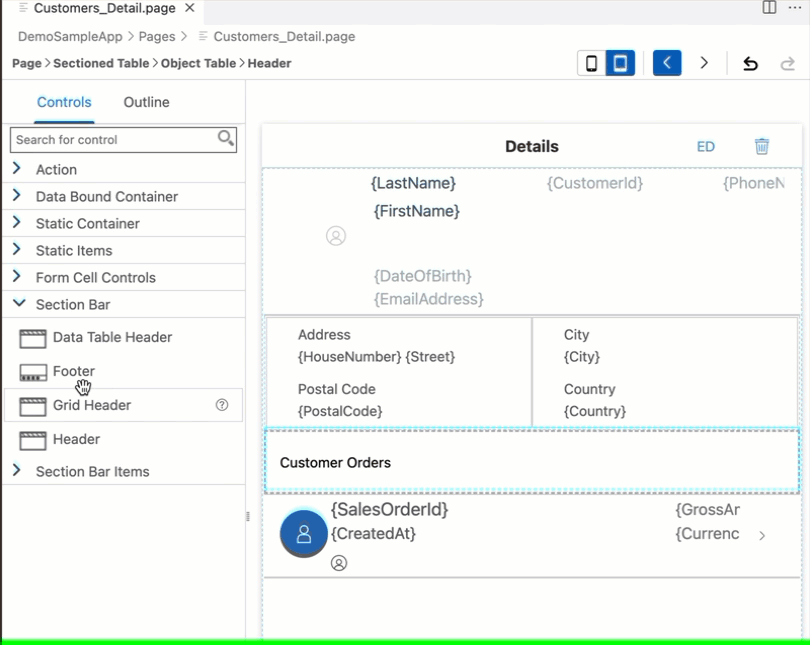 Customers_Detail.page
DemoSampleApp > Pages > Customers_Detail.page
Page > Sectioned Table > Object Table > Header
Controls Outline
Search for control
Action
Data Bound Container
Static Container
Static Items
Form Cell Controls
Section Bar
Data Table Header
Footer
Grid Header
Header
Section Bar Items
Details ED
{LastName} {CustomerId} {PhoneN
{FirstName}
{DateOfBirth}
{EmailAddress}
Address City
{HouseNumber} {Street} {City}
Postal Code Country
{PostalCode} {Country}
Customer Orders
{SalesOrderId} {GrossAr
{CreatedAt} {Currenc